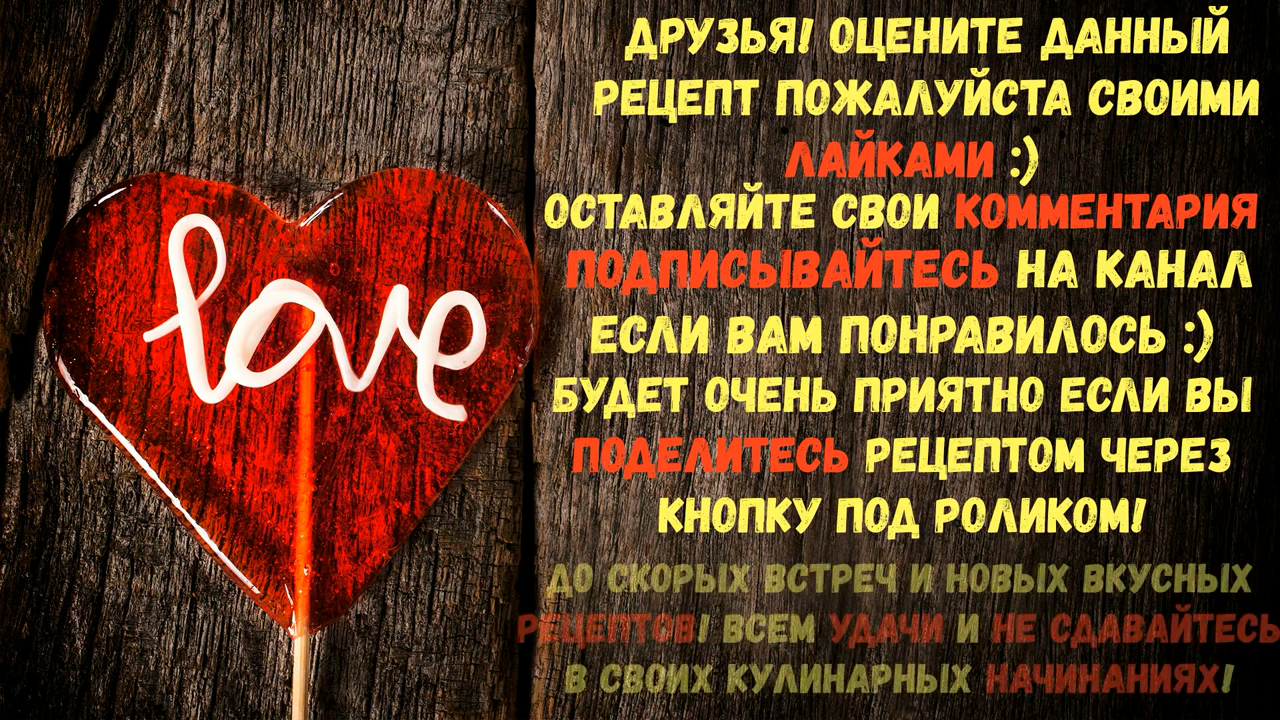 love
ДРУЗЬЯ! ОЦЕНИТЕ ДАННЫЙ
РЕЦЕПТ ПОЖАЛУЙСТА СВОИМИ
ЛАЙКАМИ :)
ОСТАВЛЯЙТЕ СВОИ КОММЕНТАРИЯ
ПОДПИСЫВАЙТЕСЬ НА КАНАЛ
ЕСЛИ ВАМ ПОНРАВИЛОСЬ :)
БУДЕТ ОЧЕНЬ ПРИЯТНО ЕСЛИ ВЫ
ПОДЕЛИТЕСЬ РЕЦЕПТОМ ЧЕРЕЗ
КНОПКУ ПОД РОЛИКОМ!
ДО СКОРЫХ ВСТРЕЧ И НОВЫХ ВКУСНЫХ
РЕЦЕПТОВ! ВСЕМ УДАЧИ И НЕ СДАВАЙТЕСЬ
В СВОИХ КУЛИНАРНЫХ НАЧИНАНИЯХ!